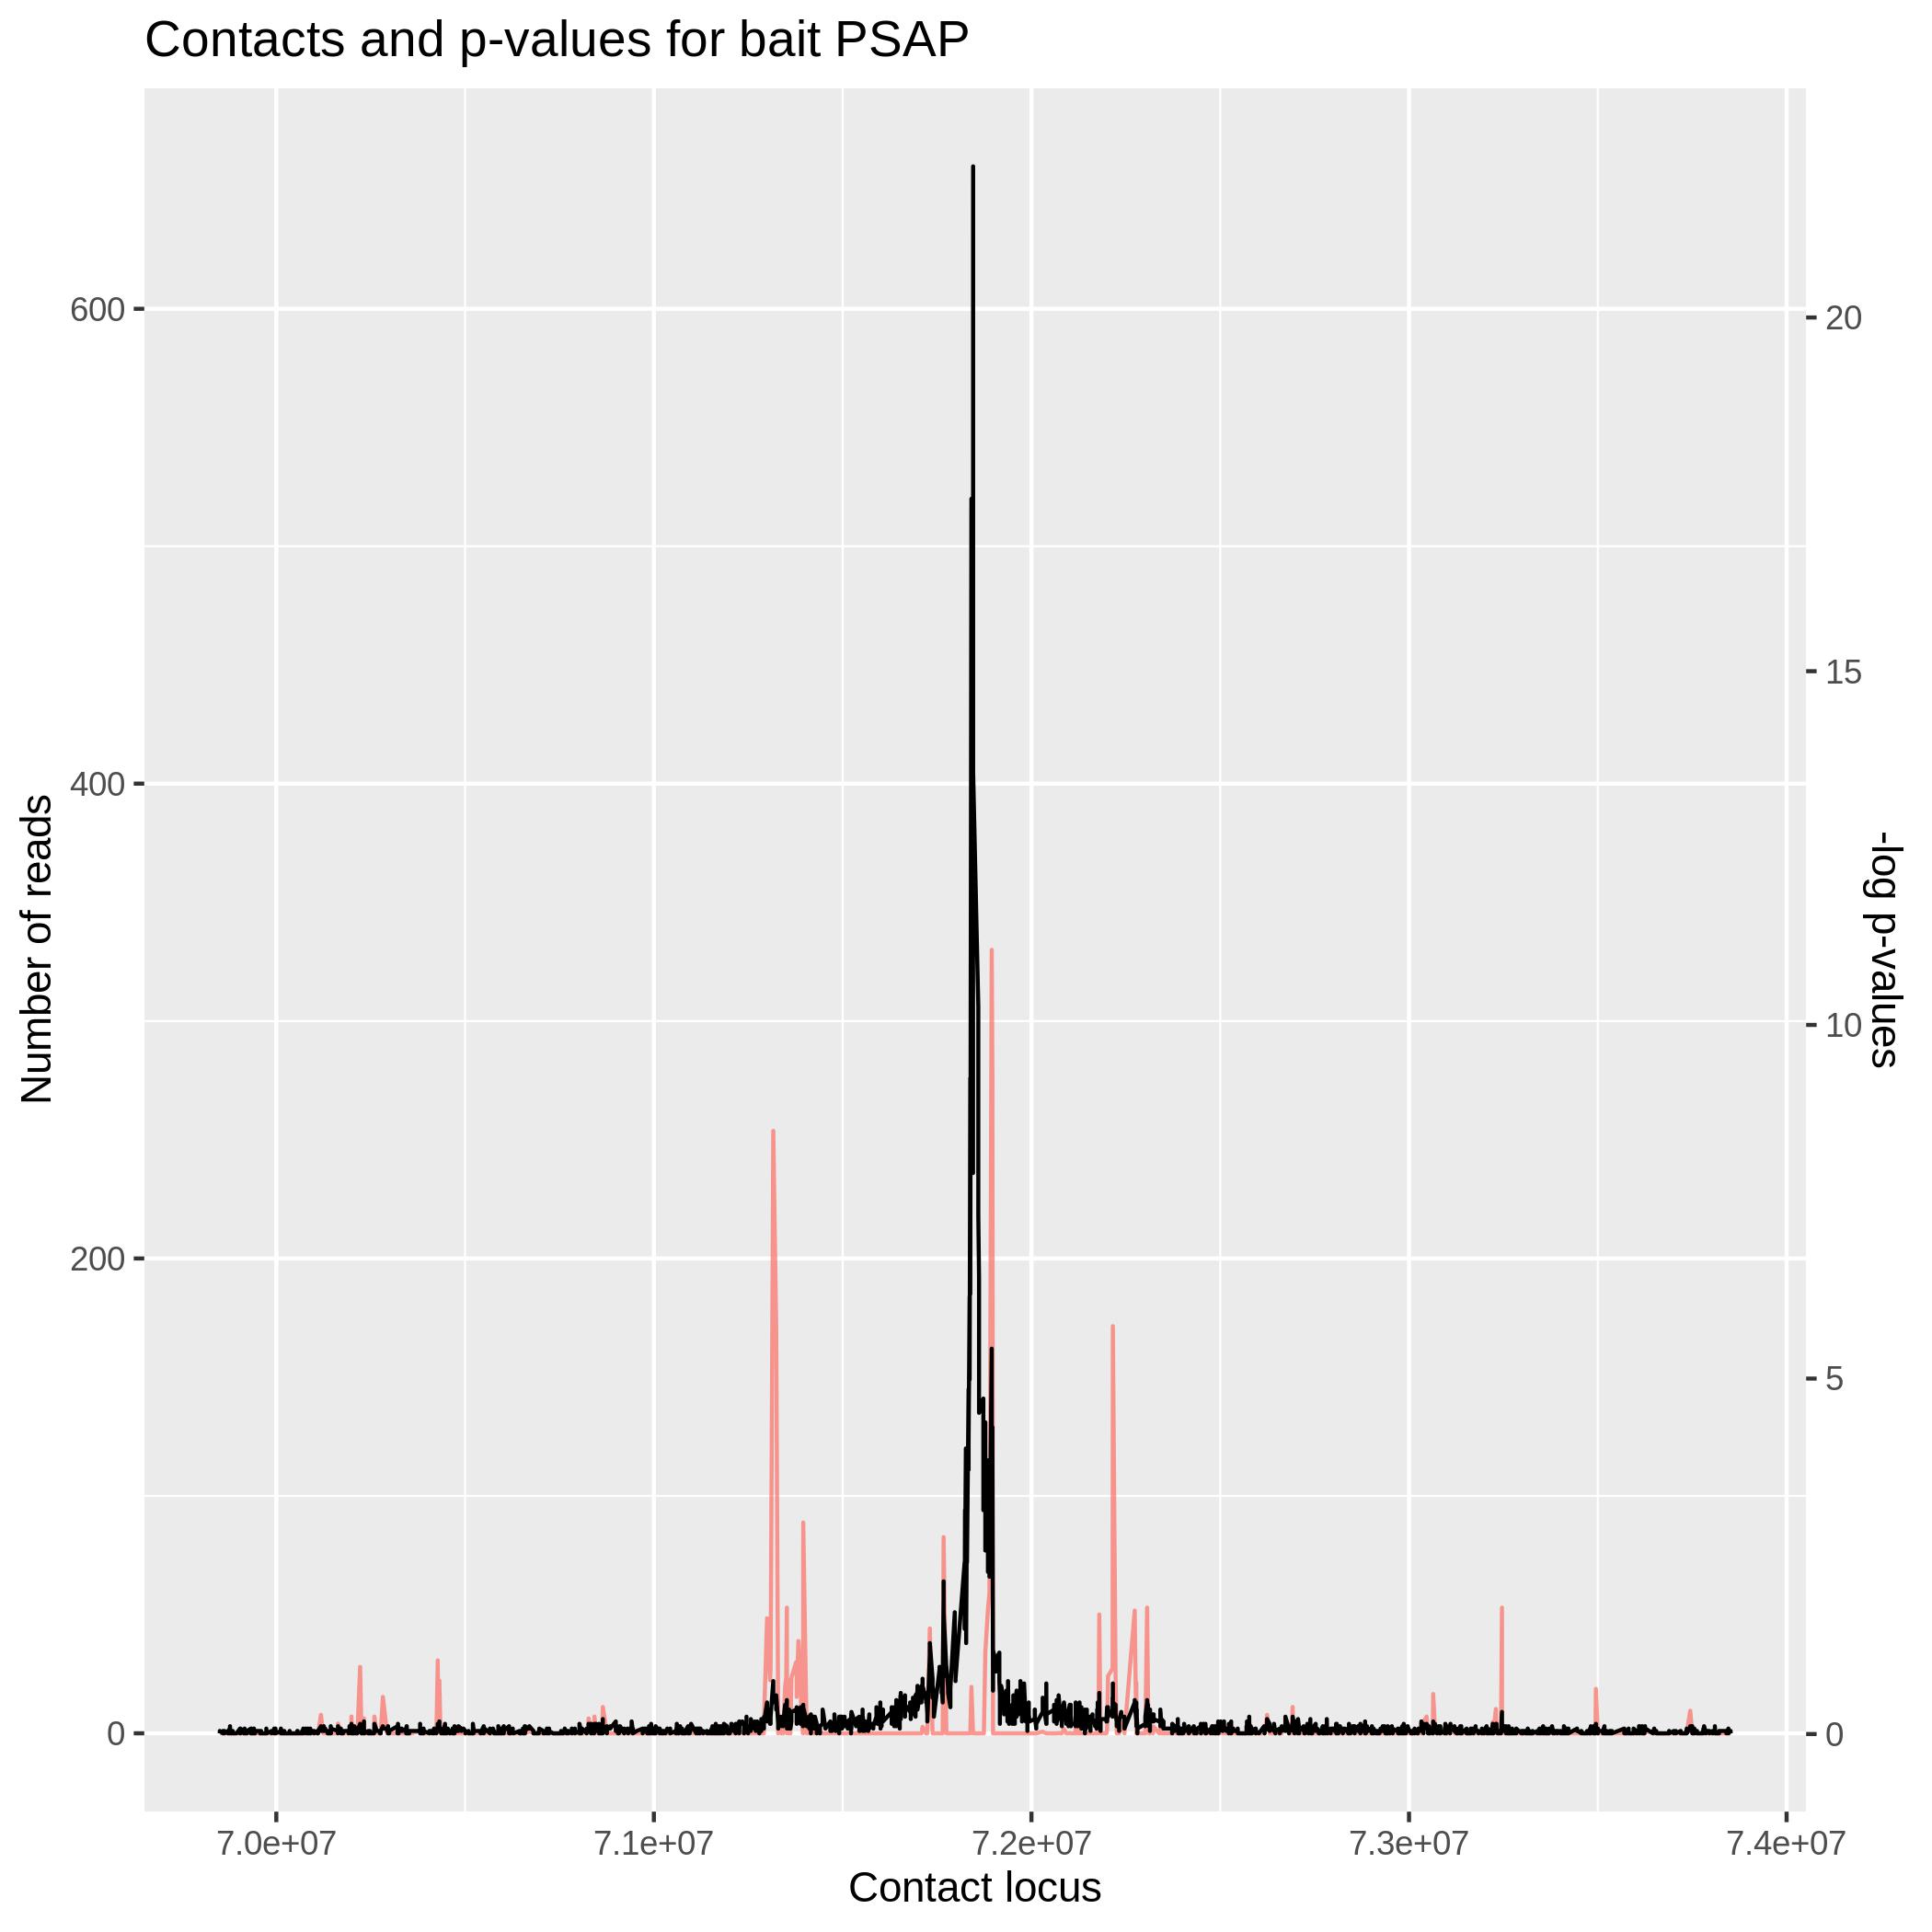 Contacts and p-values for bait PSAP
600
400
200
0
Number of reads
20
15
10
5
0
-log p-values
7.0e+07 7.1e+07 7.2e+07 7.3e+07 7.4e+07
Contact locus